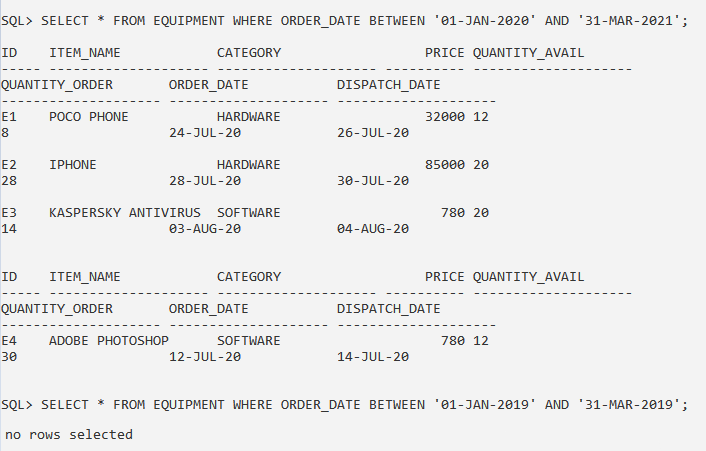 SQL> SELECT * FROM EQUIPMENT WHERE ORDER_DATE BETWEEN '01-JAN-2020' AND '31-MAR-2021';
ID    ITEM_NAME            CATEGORY                  PRICE QUANTITY_AVAIL
----- -------------------- -------------------- ---------- --------------------
QUANTITY_ORDER       ORDER_DATE           DISPATCH_DATE
-------------------- -------------------- --------------------
E1    POCO PHONE           HARDWARE                  32000 12
8                    24-JUL-20            26-JUL-20
E2    IPHONE               HARDWARE                  85000 20
28                   28-JUL-20            30-JUL-20
E3    KASPERSKY ANTIVIRUS  SOFTWARE                    780 20
14                   03-AUG-20            04-AUG-20
ID    ITEM_NAME            CATEGORY                  PRICE QUANTITY_AVAIL
----- -------------------- -------------------- ---------- --------------------
QUANTITY_ORDER       ORDER_DATE           DISPATCH_DATE
-------------------- -------------------- --------------------
E4    ADOBE PHOTOSHOP      SOFTWARE                    780 12
30                   12-JUL-20            14-JUL-20
SQL> SELECT * FROM EQUIPMENT WHERE ORDER_DATE BETWEEN '01-JAN-2019' AND '31-MAR-2019';
no rows selected